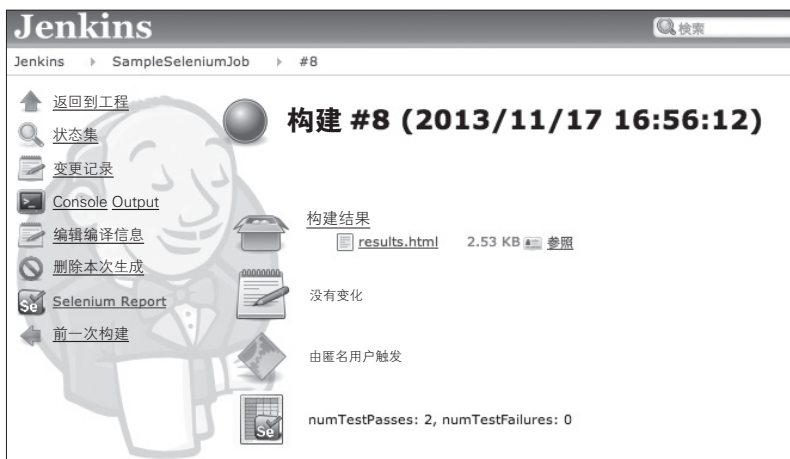 Jenkins
検索
Jenkins SampleSeleniumJob #8
返回到工程
状态集
变更记录
Console Output
编辑编译信息
删除本次生成
Selenium Report
前一次构建
构建 #8 (2013/11/17 16:56:12)
构建结果
results.html 2.53 KB 参照
没有变化
由匿名用户触发
Se
numTestPasses: 2, numTestFailures: 0